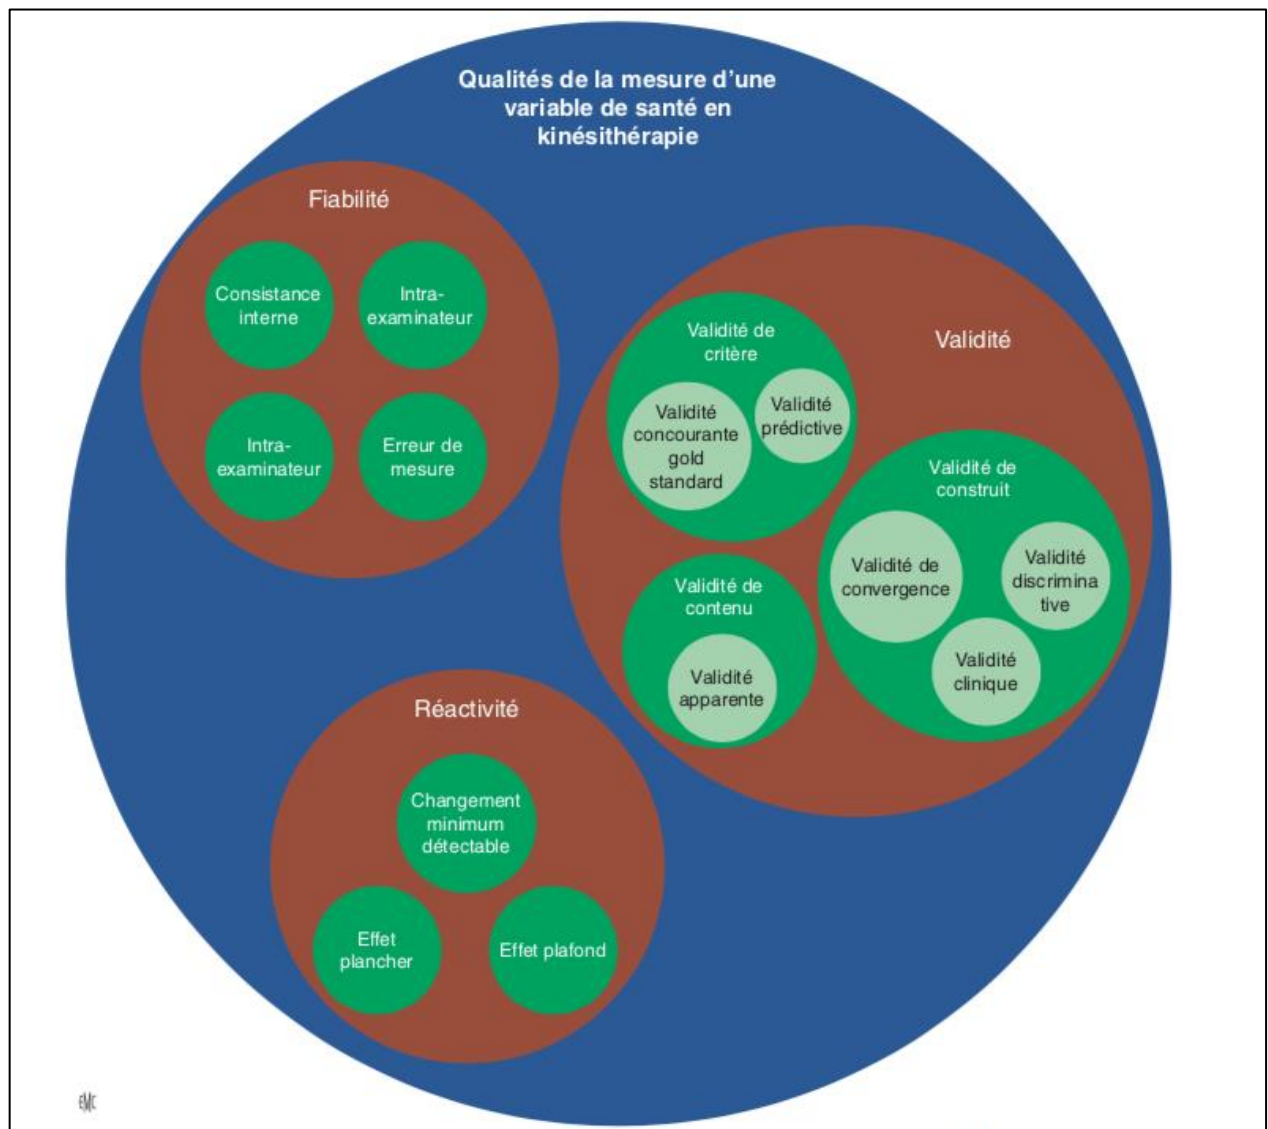 Qualités de la mesure d'une
variable de santé en
kinésithérapie
Fiabilité
Consistance
interne
Intra-
examinateur
Intra-
examinateur
Erreur de
mesure
Validité
Validité de
critère
Validité
concourante
gold
standard
Validité
prédictive
Validité de
construit
Validité de
convergence
Validité
discrimina
tive
Validité
clinique
Validité de
contenu
Validité
apparente
Réactivité
Changement
minimum
détectable
Effet
plancher
Effet plafond
EMC